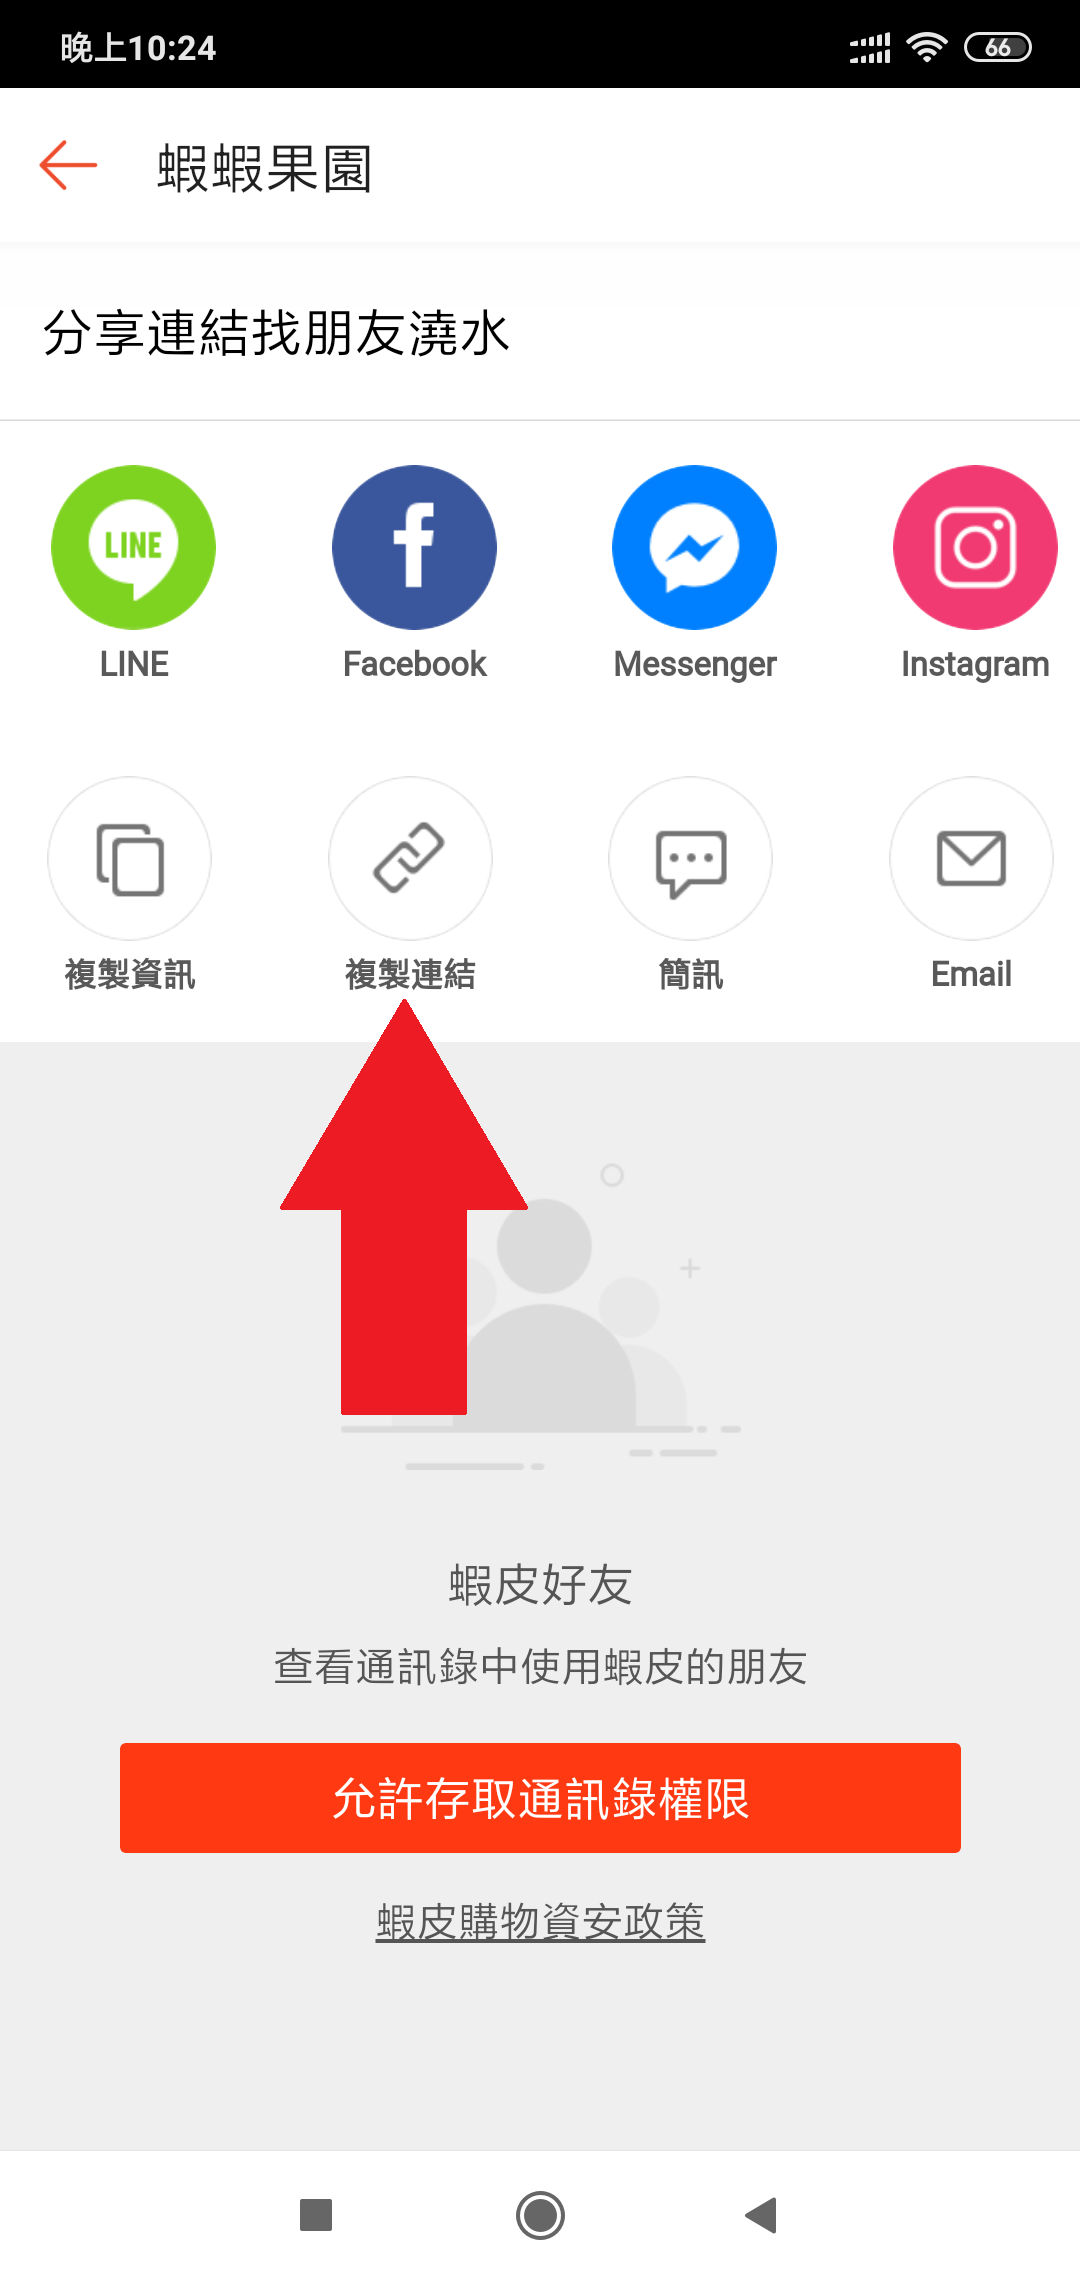 晚上10:24
66
蝦蝦果園
分享連結找朋友澆水
LINE
LINE Facebook Messenger Instagram
複製資訊 複製連結 簡訊 Email
蝦皮好友
查看通訊錄中使用蝦皮的朋友
允許存取通訊錄權限
蝦皮購物資安政策